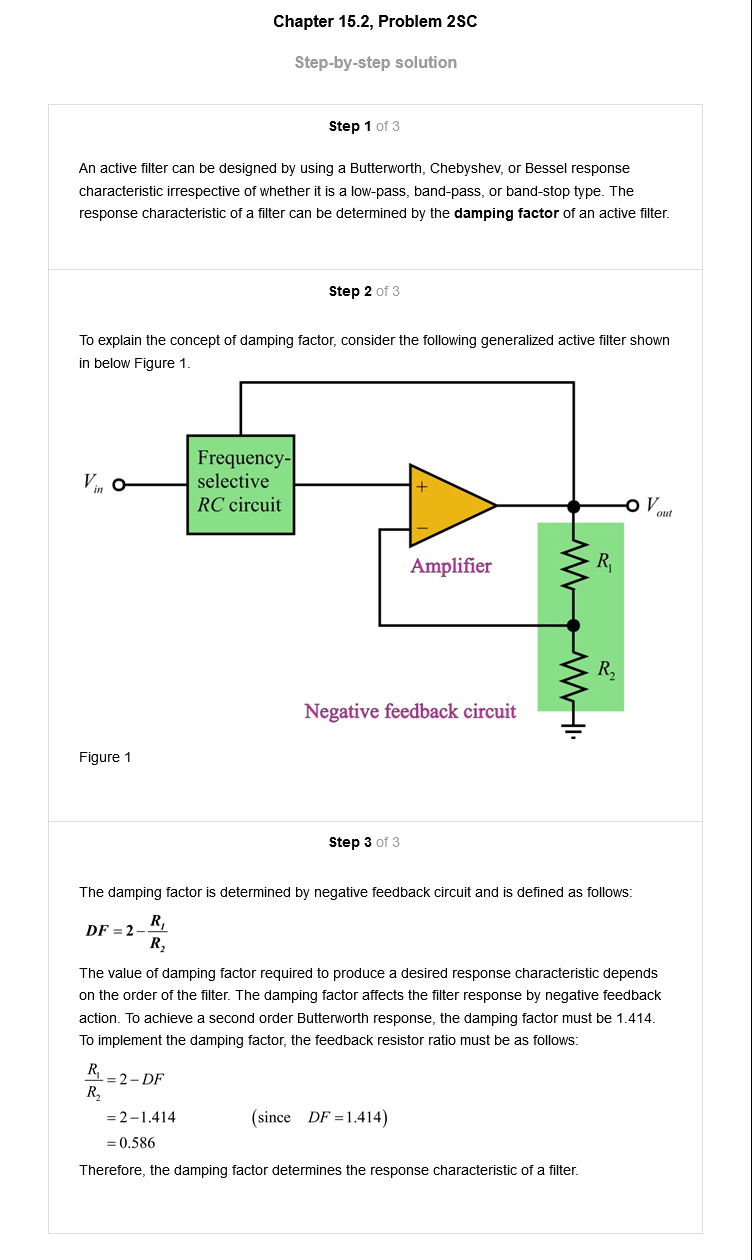 Chapter 15.2, Problem 2SC
Step-by-step solution
Step 1 of 3
An active filter can be designed by using a Butterworth, Chebyshev, or Bessel response
characteristic irrespective of whether it is a low-pass, band-pass, or band-stop type. The
response characteristic of a filter can be determined by the damping factor of an active filter.
Step 2 of 3
To explain the concept of damping factor, consider the following generalized active filter shown
in below Figure 1.
Frequency-
selective
RC circuit
V_in
+
−
V_out
Amplifier
R_1
R_2
Negative feedback circuit
Figure 1
Step 3 of 3
The damping factor is determined by negative feedback circuit and is defined as follows:
DF = 2 − R_1/R_2
The value of damping factor required to produce a desired response characteristic depends
on the order of the filter. The damping factor affects the filter response by negative feedback
action. To achieve a second order Butterworth response, the damping factor must be 1.414.
To implement the damping factor, the feedback resistor ratio must be as follows:
R_1/R_2 = 2 − DF
= 2 − 1.414 (since DF = 1.414)
= 0.586
Therefore, the damping factor determines the response characteristic of a filter.